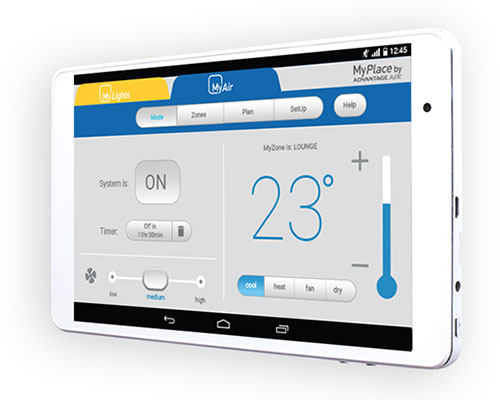 12:45
MyPlace by
ADVANTAGE AIR
MyLights
MyAir
Mode Zones Plan SetUp Help
MyZone is: LOUNGE
System is: ON
23°
Timer: Off in
11hr:30min
low medium high
cool heat fan dry